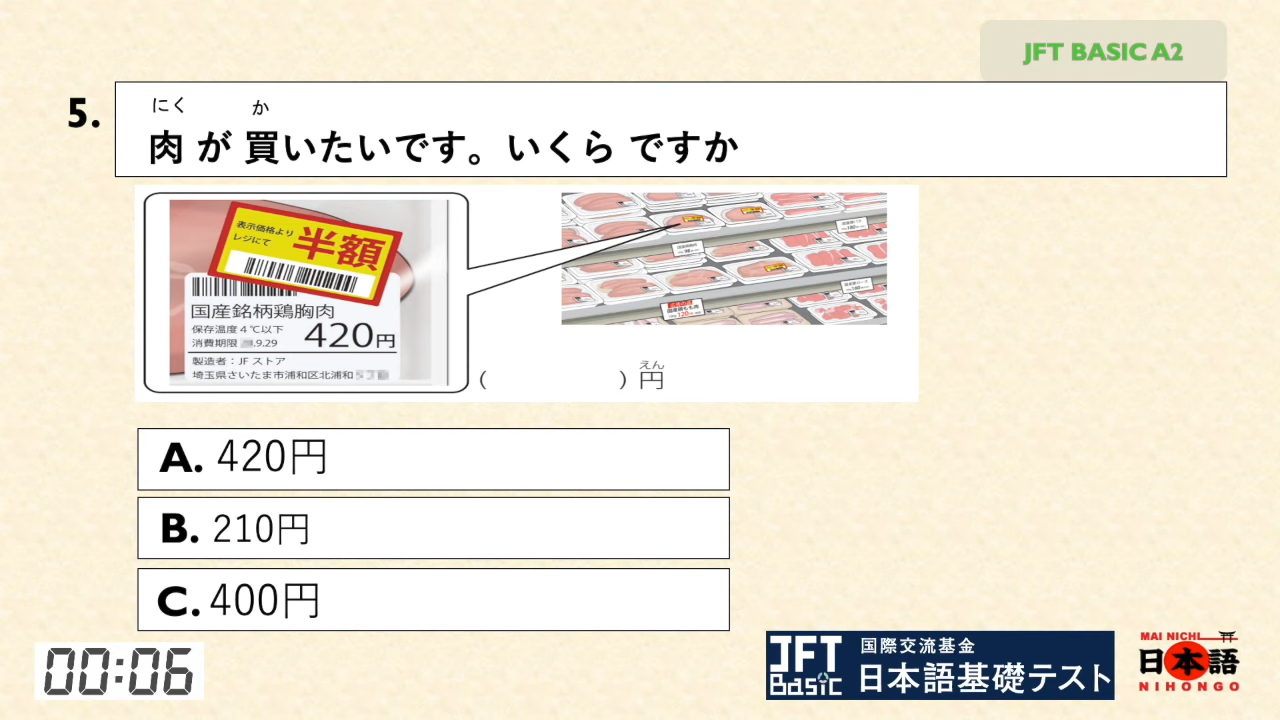 JFT BASIC A2
5.
にく か
肉 が 買いたいです。いくら ですか
表示価格より
レジにて
半額
国産銘柄鶏胸肉
保存温度4℃以下
消費期限 .9.29
420円
製造者：JFストア
埼玉県さいたま市浦和区北浦和
えん
( )円
A. 420円
B. 210円
C. 400円
00:06
JFT Basic
国際交流基金
日本語基礎テスト
MAI NICHI
日本語
NIHONGO